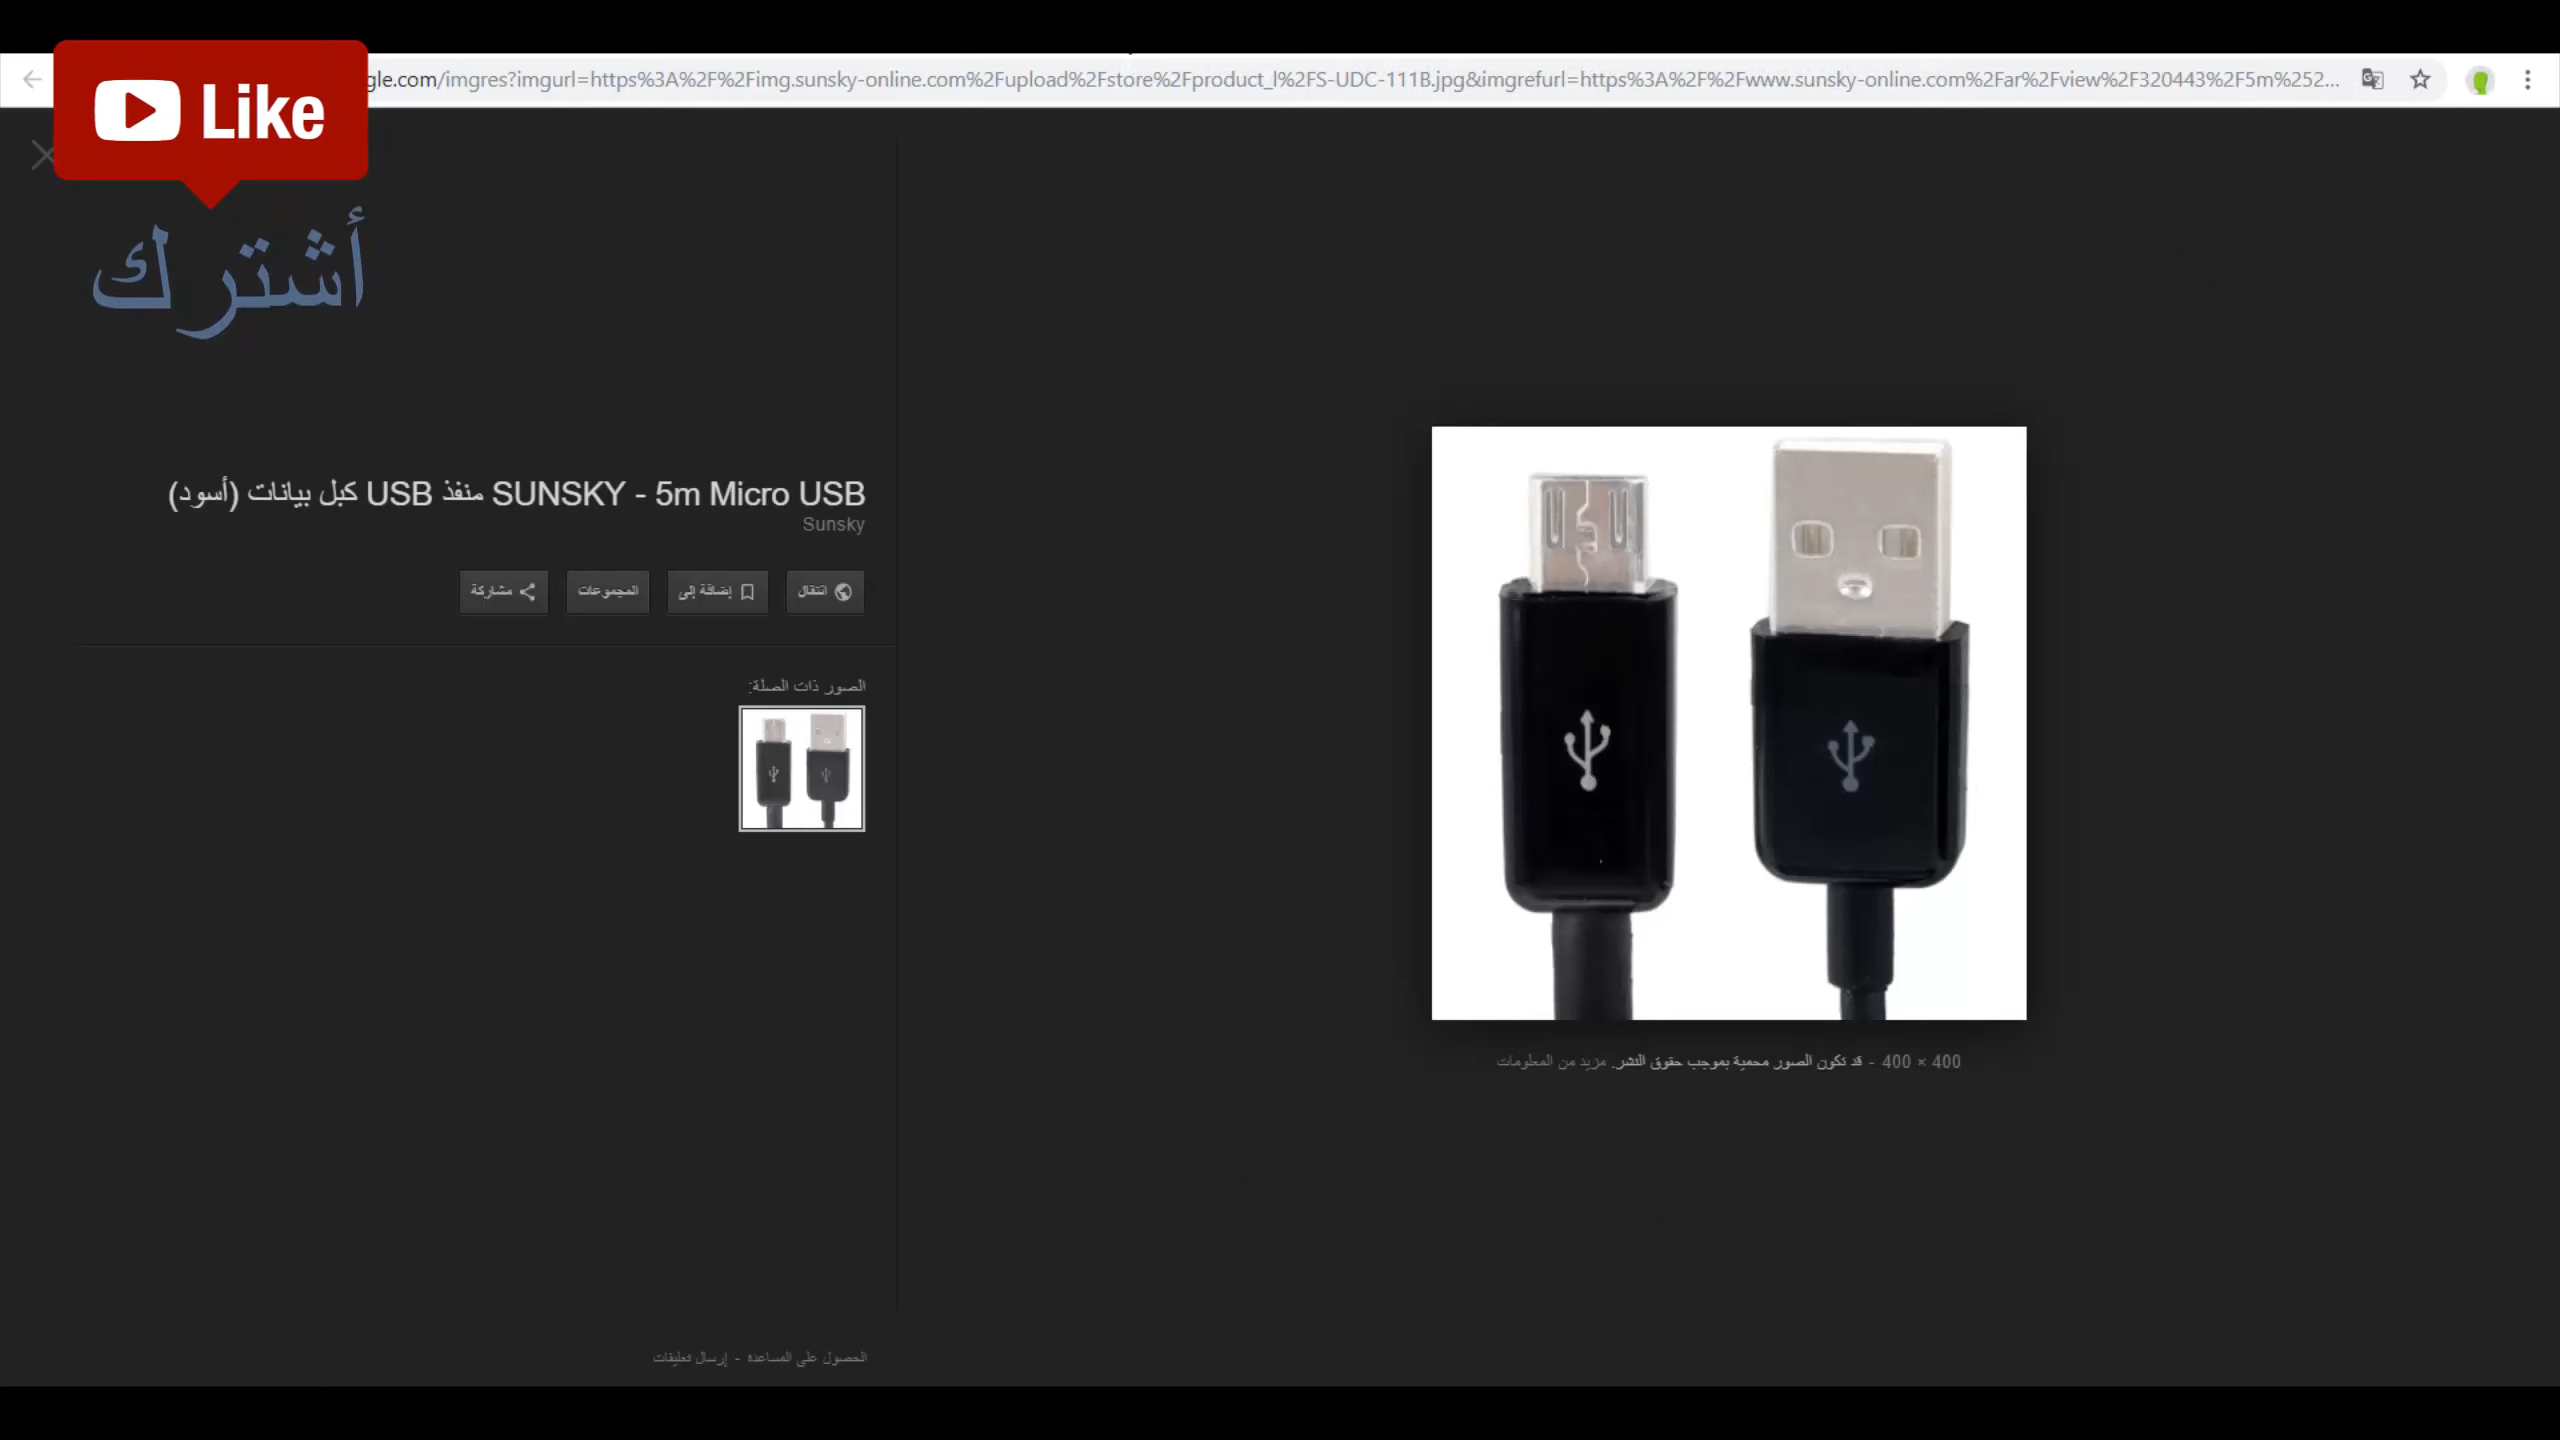 Like
gle.com/imgres?imgurl=https%3A%2F%2Fimg.sunsky-online.com%2Fupload%2Fstore%2Fproduct_l%2FS-UDC-111B.jpg&imgrefurl=https%3A%2F%2Fwww.sunsky-online.com%2Far%2Fview%2F320443%2F5m%252...
أشترك
SUNSKY - 5m Micro USB منفذ USB كبل بيانات (أسود)
Sunsky
انتقال
إضافة إلى
المجموعات
مشاركة
الصور ذات الصلة:
400 × 400 - قد تكون الصور محمية بموجب حقوق النشر. مزيد من المعلومات
الحصول على المساعدة - إرسال تعليقات